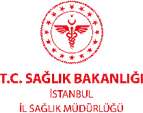 T.C. SAĞLIK BAKANLIĞI
İSTANBUL
İL SAĞLIK MÜDÜRLÜĞÜ